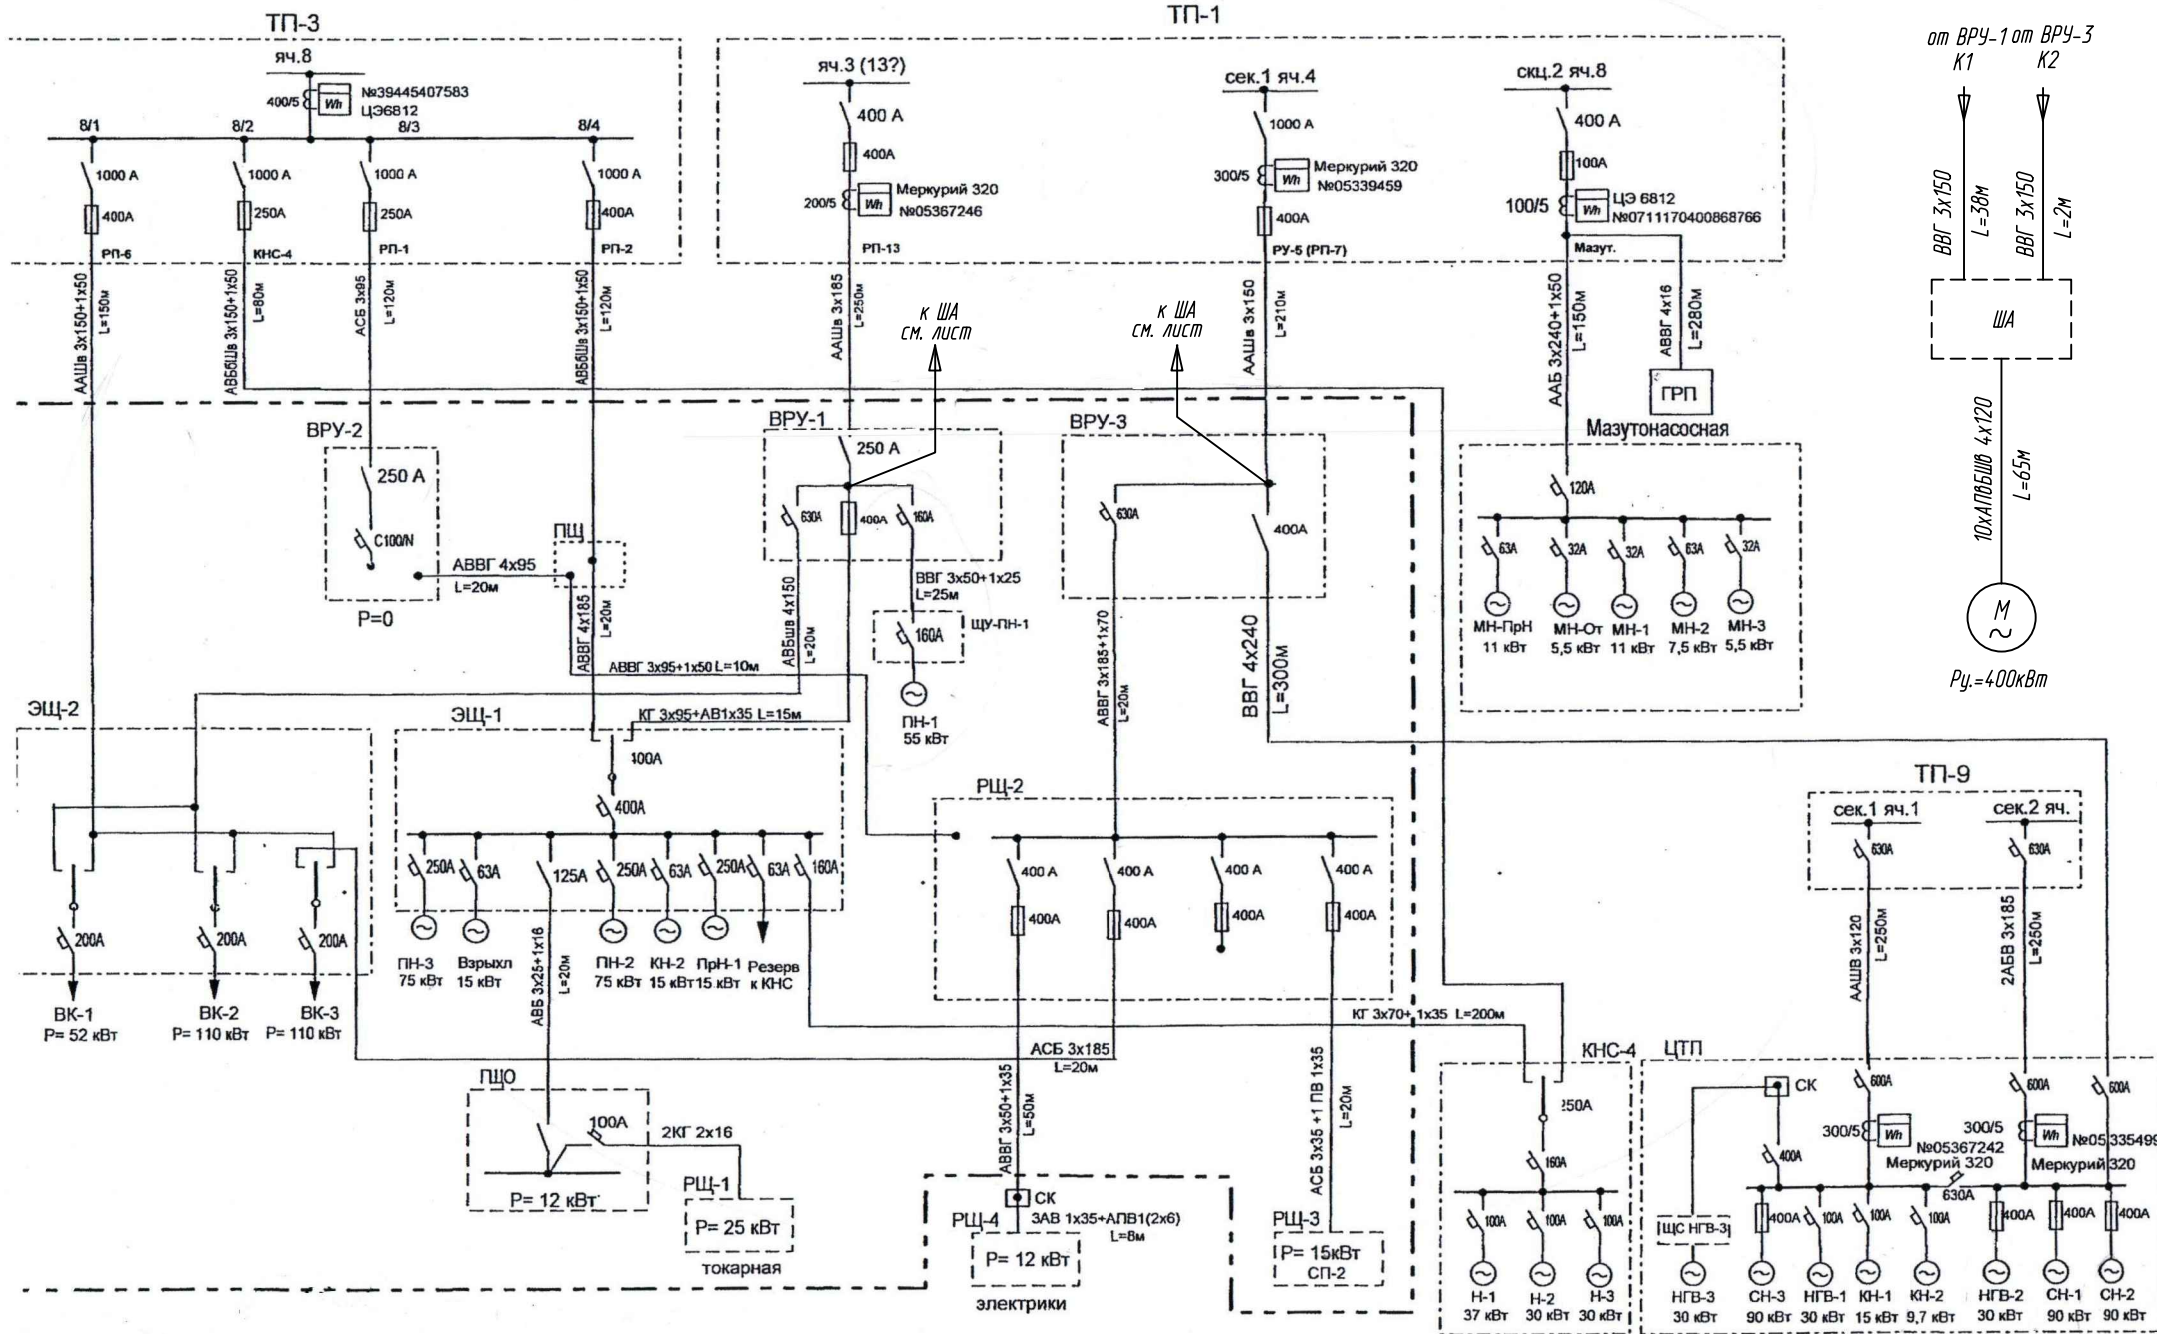 ТП-3
яч.8
400/5
Wh
№39445407583
ЦЭ6812
8/1
8/2
8/3
8/4
1000 А
1000 А
1000 А
1000 А
400А
250А
250А
400А
РП-6
КНС-4
РП-1
РП-2
ААШв 3х150+1х50
L=150м
АВБбШв 3х150+1х50
L=80м
АСБ 3х95
L=120м
АВБбШв 3х150+1х50
L=120м
ТП-1
яч.3 (13?)
400 А
400А
200/5
Wh
Меркурий 320
№05367246
РП-13
ААШв 3х185
L=250м
сек.1 яч.4
1000 А
300/5
Wh
Меркурий 320
№05339459
400А
РУ-5 (РП-7)
ААШв 3х150
L=210м
скц.2 яч.8
400 А
100А
100/5
Wh
ЦЭ 6812
№0711170400868766
Мазут.
ААБ 3х240+1х50
L=150м
АВВГ 4х16
L=280м
ГРП
от ВРУ-1
К1
от ВРУ-3
К2
ВВГ 3х150
L=38м
ВВГ 3х150
L=2м
ША
10хАПвБШв 4х120
L=65м
М
Ру.=400кВт
к ША
см. лист
к ША
см. лист
ВРУ-2
250 А
C100/N
Р=0
АВВГ 4х95
L=20м
ПЩ
АВВГ 4х185
L=20м
АВВГ 3х95+1х50 L=10м
ВРУ-1
250 А
630А
400А
160А
АВБшв 4х150
L=20м
ВВГ 3х50+1х25
L=25м
ЩУ-ПН-1
160А
ПН-1
55 кВт
КГ 3х95+АВ1х35 L=15м
ВРУ-3
630А
400А
АВВГ 3х185+1х70
L=20м
ВВГ 4х240
L=300м
Мазутонасосная
120А
63А
32А
32А
63А
32А
МН-ПрН
11 кВт
МН-От
5,5 кВт
МН-1
11 кВт
МН-2
7,5 кВт
МН-3
5,5 кВт
ЭЩ-2
200А
200А
200А
ВК-1
Р= 52 кВт
ВК-2
Р= 110 кВт
ВК-3
Р= 110 кВт
ЭЩ-1
400А
250А
63А
125А
250А
63А
250А
63А
160А
ПН-3
75 кВт
Взрыхл
15 кВт
ПН-2
75 кВт
КН-2
15 кВт
ПрН-1
15 кВт
Резерв
к КНС
АВБ 3х25+1х16
L=20м
РЩ-2
400 А
400 А
400 А
400 А
400А
400А
400А
400А
КГ 3х70+ 1х35 L=200м
АСБ 3х185
L=20м
ПЩО
100А
Р= 12 кВт
2КГ 2х16
РЩ-1
Р= 25 кВт
токарная
АВВГ 3х50+1х35
L=50м
СК
3АВ 1х35+АПВ1(2х6)
L=8м
РЩ-4
Р= 12 кВт
электрики
АСБ 3х35 +1 ПВ 1х35
L=20м
РЩ-3
Р= 15кВт
СП-2
КНС-4
160А
100А
100А
100А
Н-1
37 кВт
Н-2
30 кВт
Н-3
30 кВт
ТП-9
сек.1 яч.1
сек.2 яч.
630А
630А
ААШВ 3х120
L=250м
2АБВ 3х185
L=250м
ЦТП
СК
600А
600А
600А
400А
300/5
Wh
№05367242
Меркурий 320
300/5
Wh
№05335499
Меркурий 320
630А
ЩС НГВ-3
400А
100А
100А
100А
400А
400А
400А
НГВ-3
30 кВт
СН-3
90 кВт
НГВ-1
30 кВт
КН-1
15 кВт
КН-2
9,7 кВт
НГВ-2
30 кВт
СН-1
90 кВт
СН-2
90 кВт